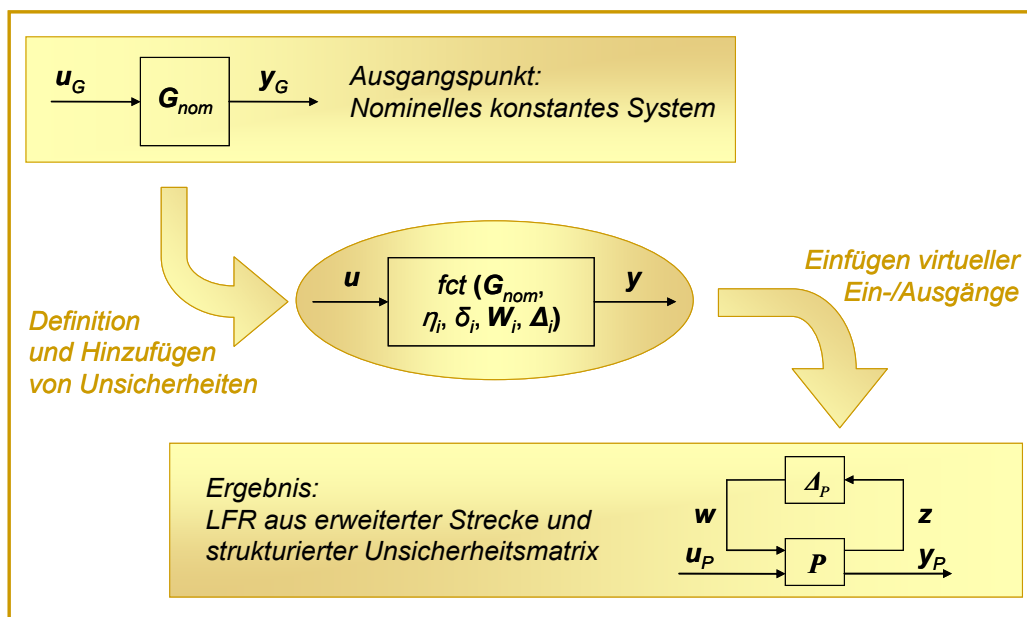 u_G
G_nom
y_G
Ausgangspunkt:
Nominelles konstantes System
Definition
und Hinzufügen
von Unsicherheiten
u
fct (G_nom,
η_i, δ_i, W_i, Δ_i)
y
Einfügen virtueller
Ein-/Ausgänge
Ergebnis:
LFR aus erweiterter Strecke und
strukturierter Unsicherheitsmatrix
Δ_P
w
z
u_P
P
y_P